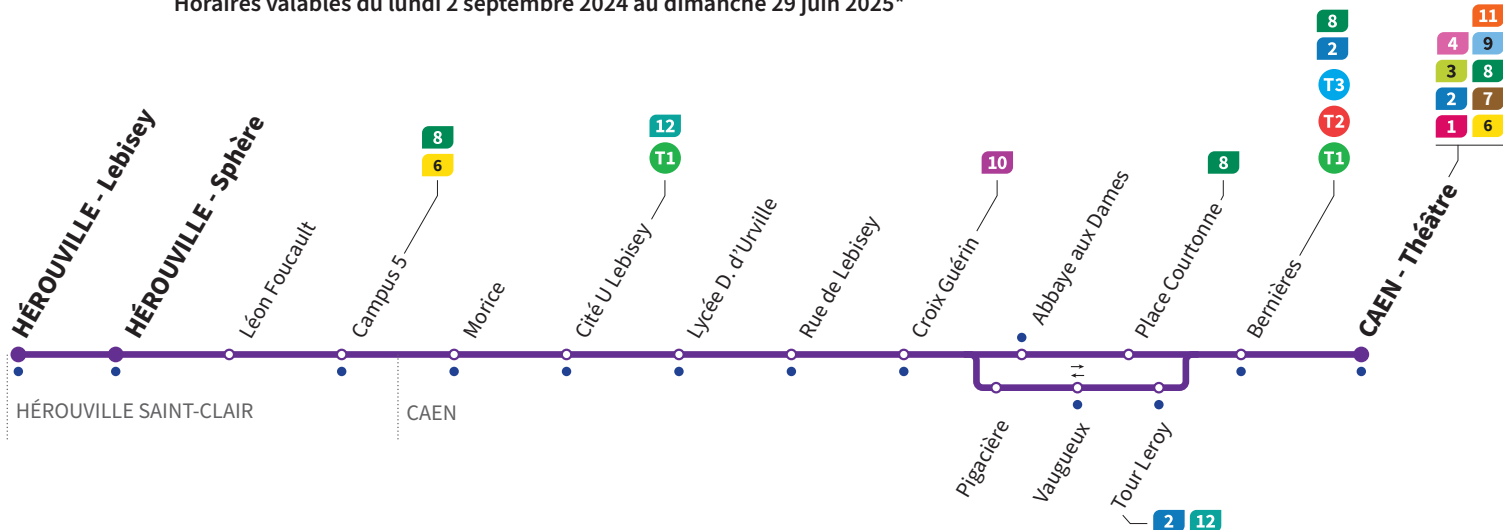 Horaires valables du lundi 2 septembre 2024 au dimanche 29 juin 2025*
8
2
T3
T2
T1
11
4 9
3 8
2 7
1 6
8
6
12
T1
10
8
HÉROUVILLE - Lebisey
HÉROUVILLE - Sphère
Léon Foucault
Campus 5
Morice
Cité U Lebisey
Lycée D. d'Urville
Rue de Lebisey
Croix Guérin
Abbaye aux Dames
Place Courtonne
Bernières
CAEN - Théâtre
HÉROUVILLE SAINT-CLAIR
CAEN
Pigacière
Vaugueux
Tour Leroy
2 12